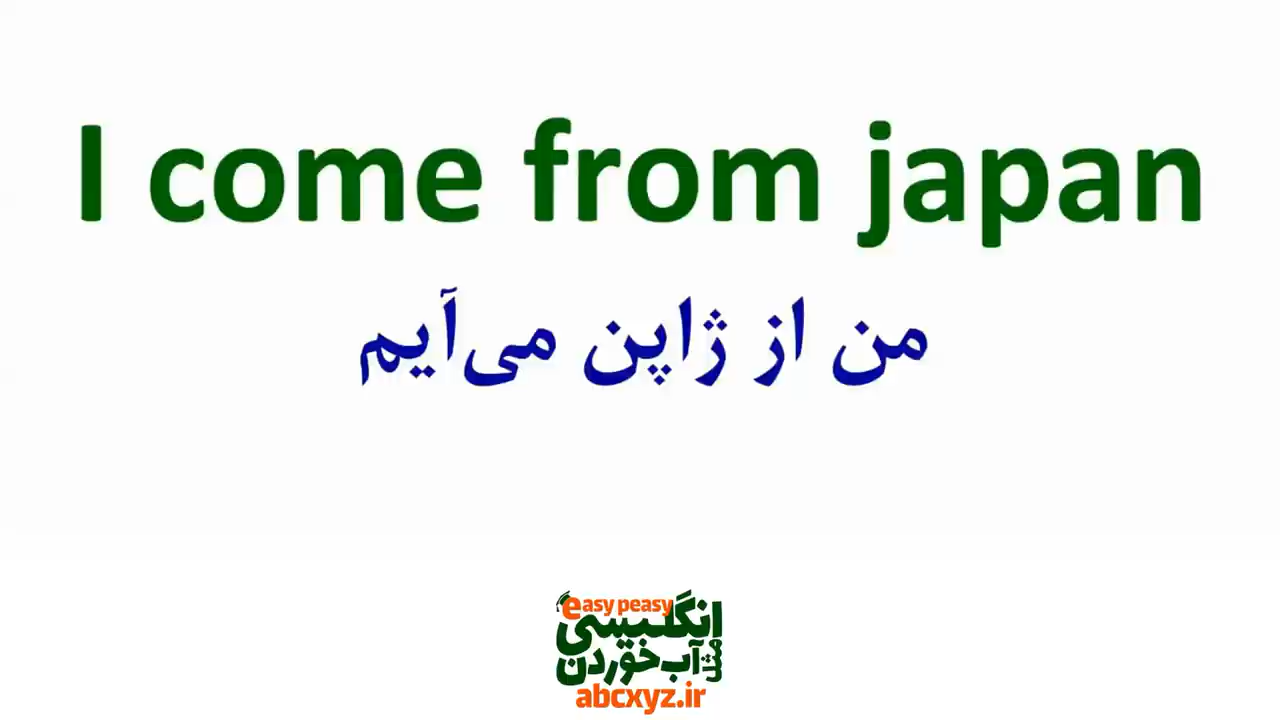 I come from japan
من از ژاپن می‌آیم
easy peasy
انگلیسی
مثل آب خوردن
abcxyz.ir